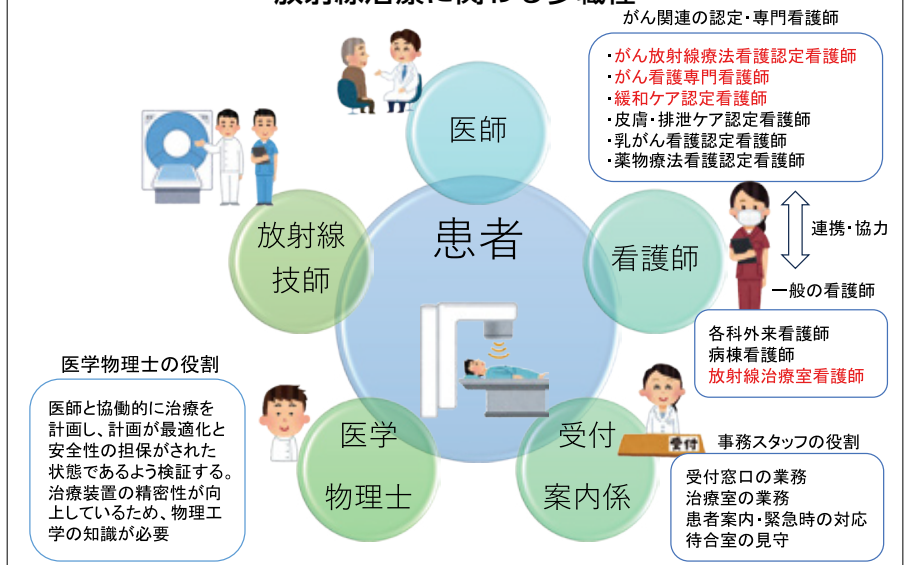 放射線治療に関わる多職種
がん関連の認定・専門看護師
・がん放射線療法看護認定看護師
・がん看護専門看護師
・緩和ケア認定看護師
・皮膚・排泄ケア認定看護師
・乳がん看護認定看護師
・薬物療法看護認定看護師
医師
患者
放射線
技師
看護師
連携・協力
一般の看護師
各科外来看護師
病棟看護師
放射線治療室看護師
医学物理士の役割
医師と協働的に治療を
計画し、計画が最適化と
安全性の担保がされた
状態であるよう検証する。
治療装置の精密性が向
上しているため、物理工
学の知識が必要
医学
物理士
受付
案内係
受付
事務スタッフの役割
受付窓口の業務
治療室の業務
患者案内・緊急時の対応
待合室の見守